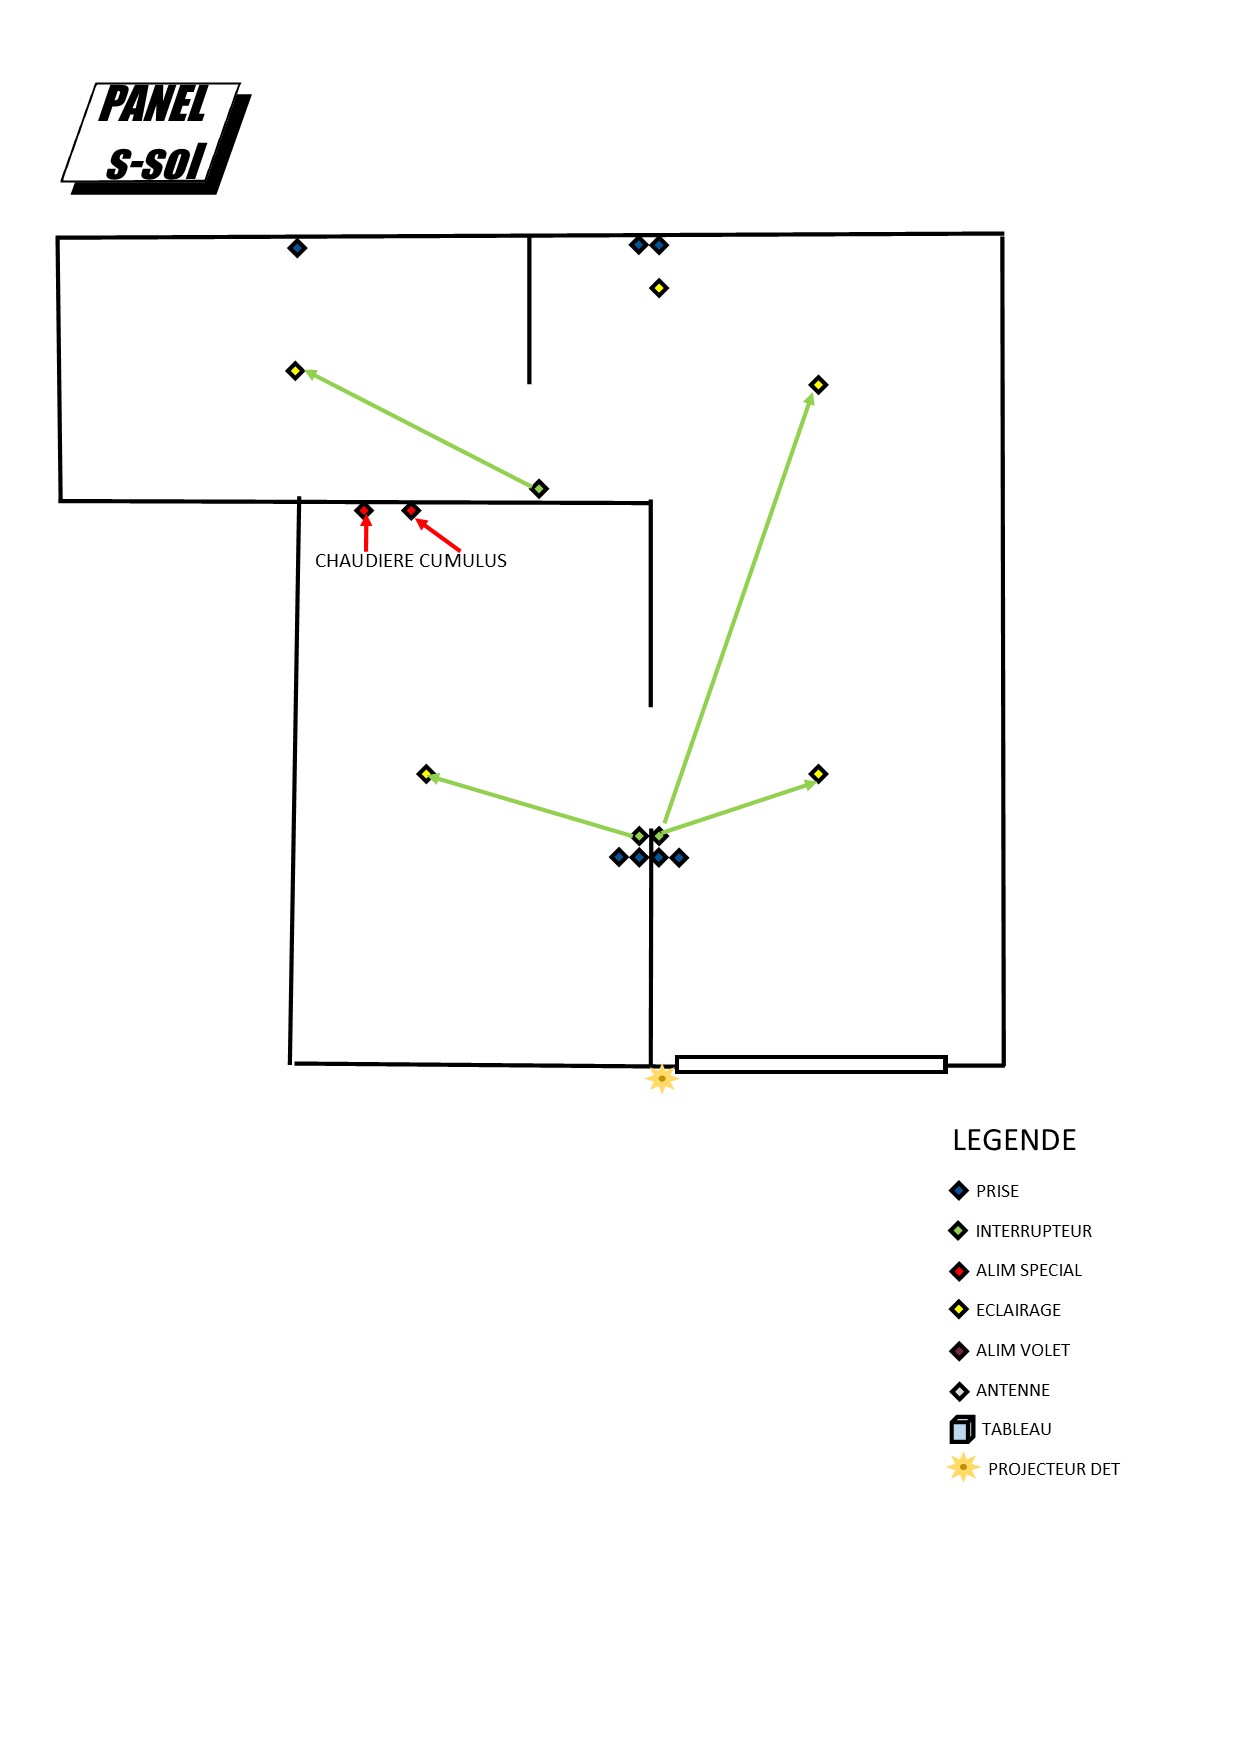 PANEL
s-sol
CHAUDIERE CUMULUS
LEGENDE
PRISE
INTERRUPTEUR
ALIM SPECIAL
ECLAIRAGE
ALIM VOLET
ANTENNE
TABLEAU
PROJECTEUR DET